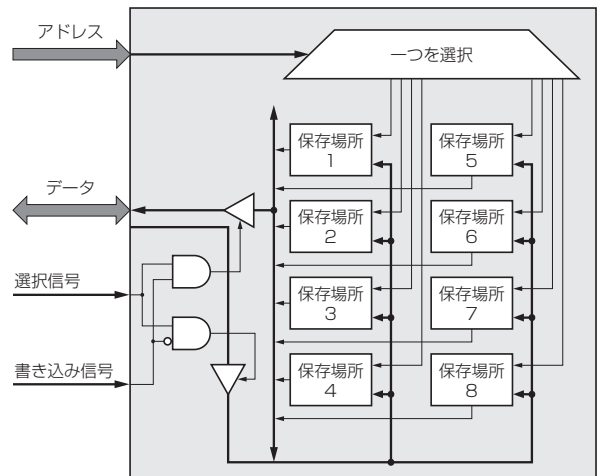 アドレス
一つを選択
保存場所
1
保存場所
5
データ
保存場所
2
保存場所
6
選択信号
保存場所
3
保存場所
7
書き込み信号
保存場所
4
保存場所
8